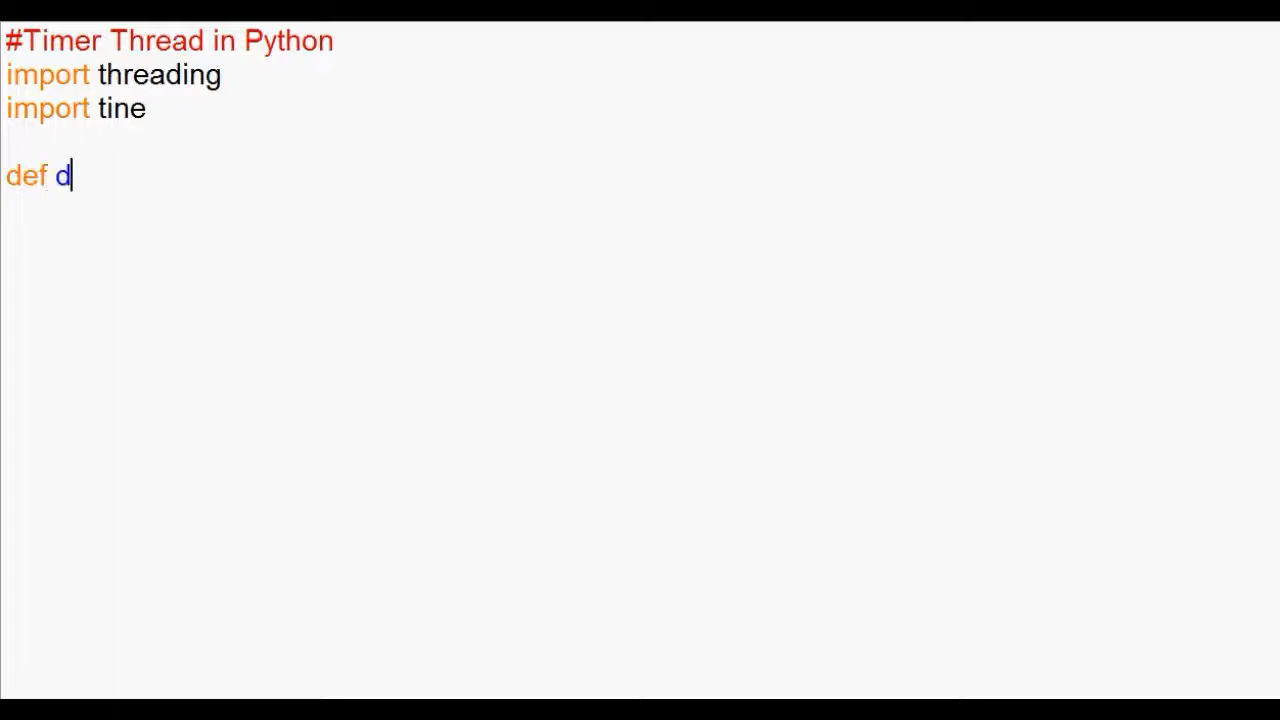 #Timer Thread in Python
import threading
import tine
def d